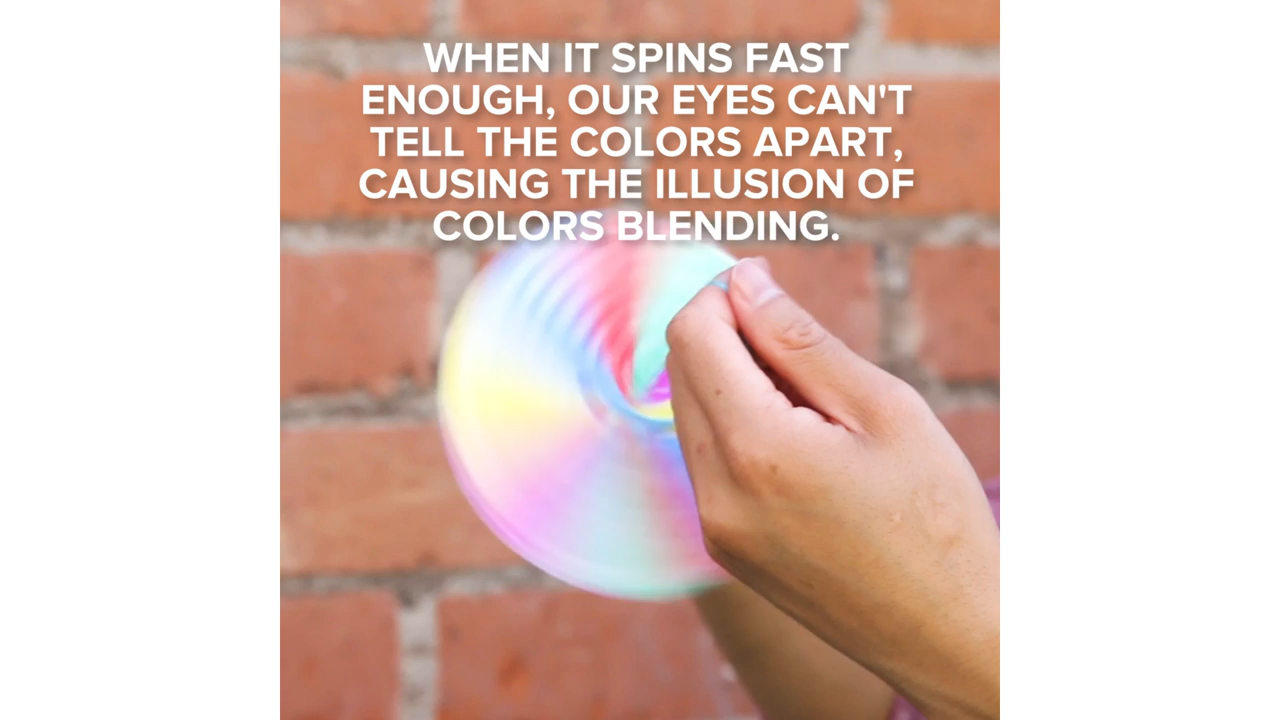 WHEN IT SPINS FAST
ENOUGH, OUR EYES CAN'T
TELL THE COLORS APART,
CAUSING THE ILLUSION OF
COLORS BLENDING.